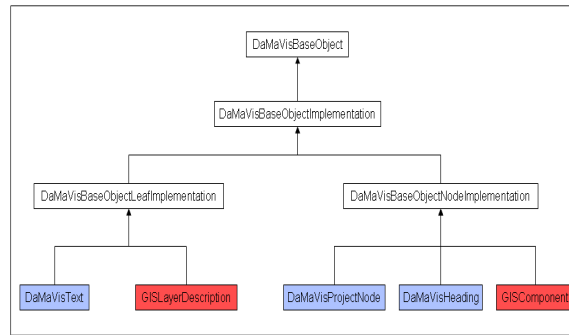 DaMaVisBaseObject
DaMaVisBaseObjectImplementation
DaMaVisBaseObjectLeafImplementation
DaMaVisBaseObjectNodeImplementation
DaMaVisText
GISLayerDescription
DaMaVisProjectNode
DaMaVisHeading
GISComponent